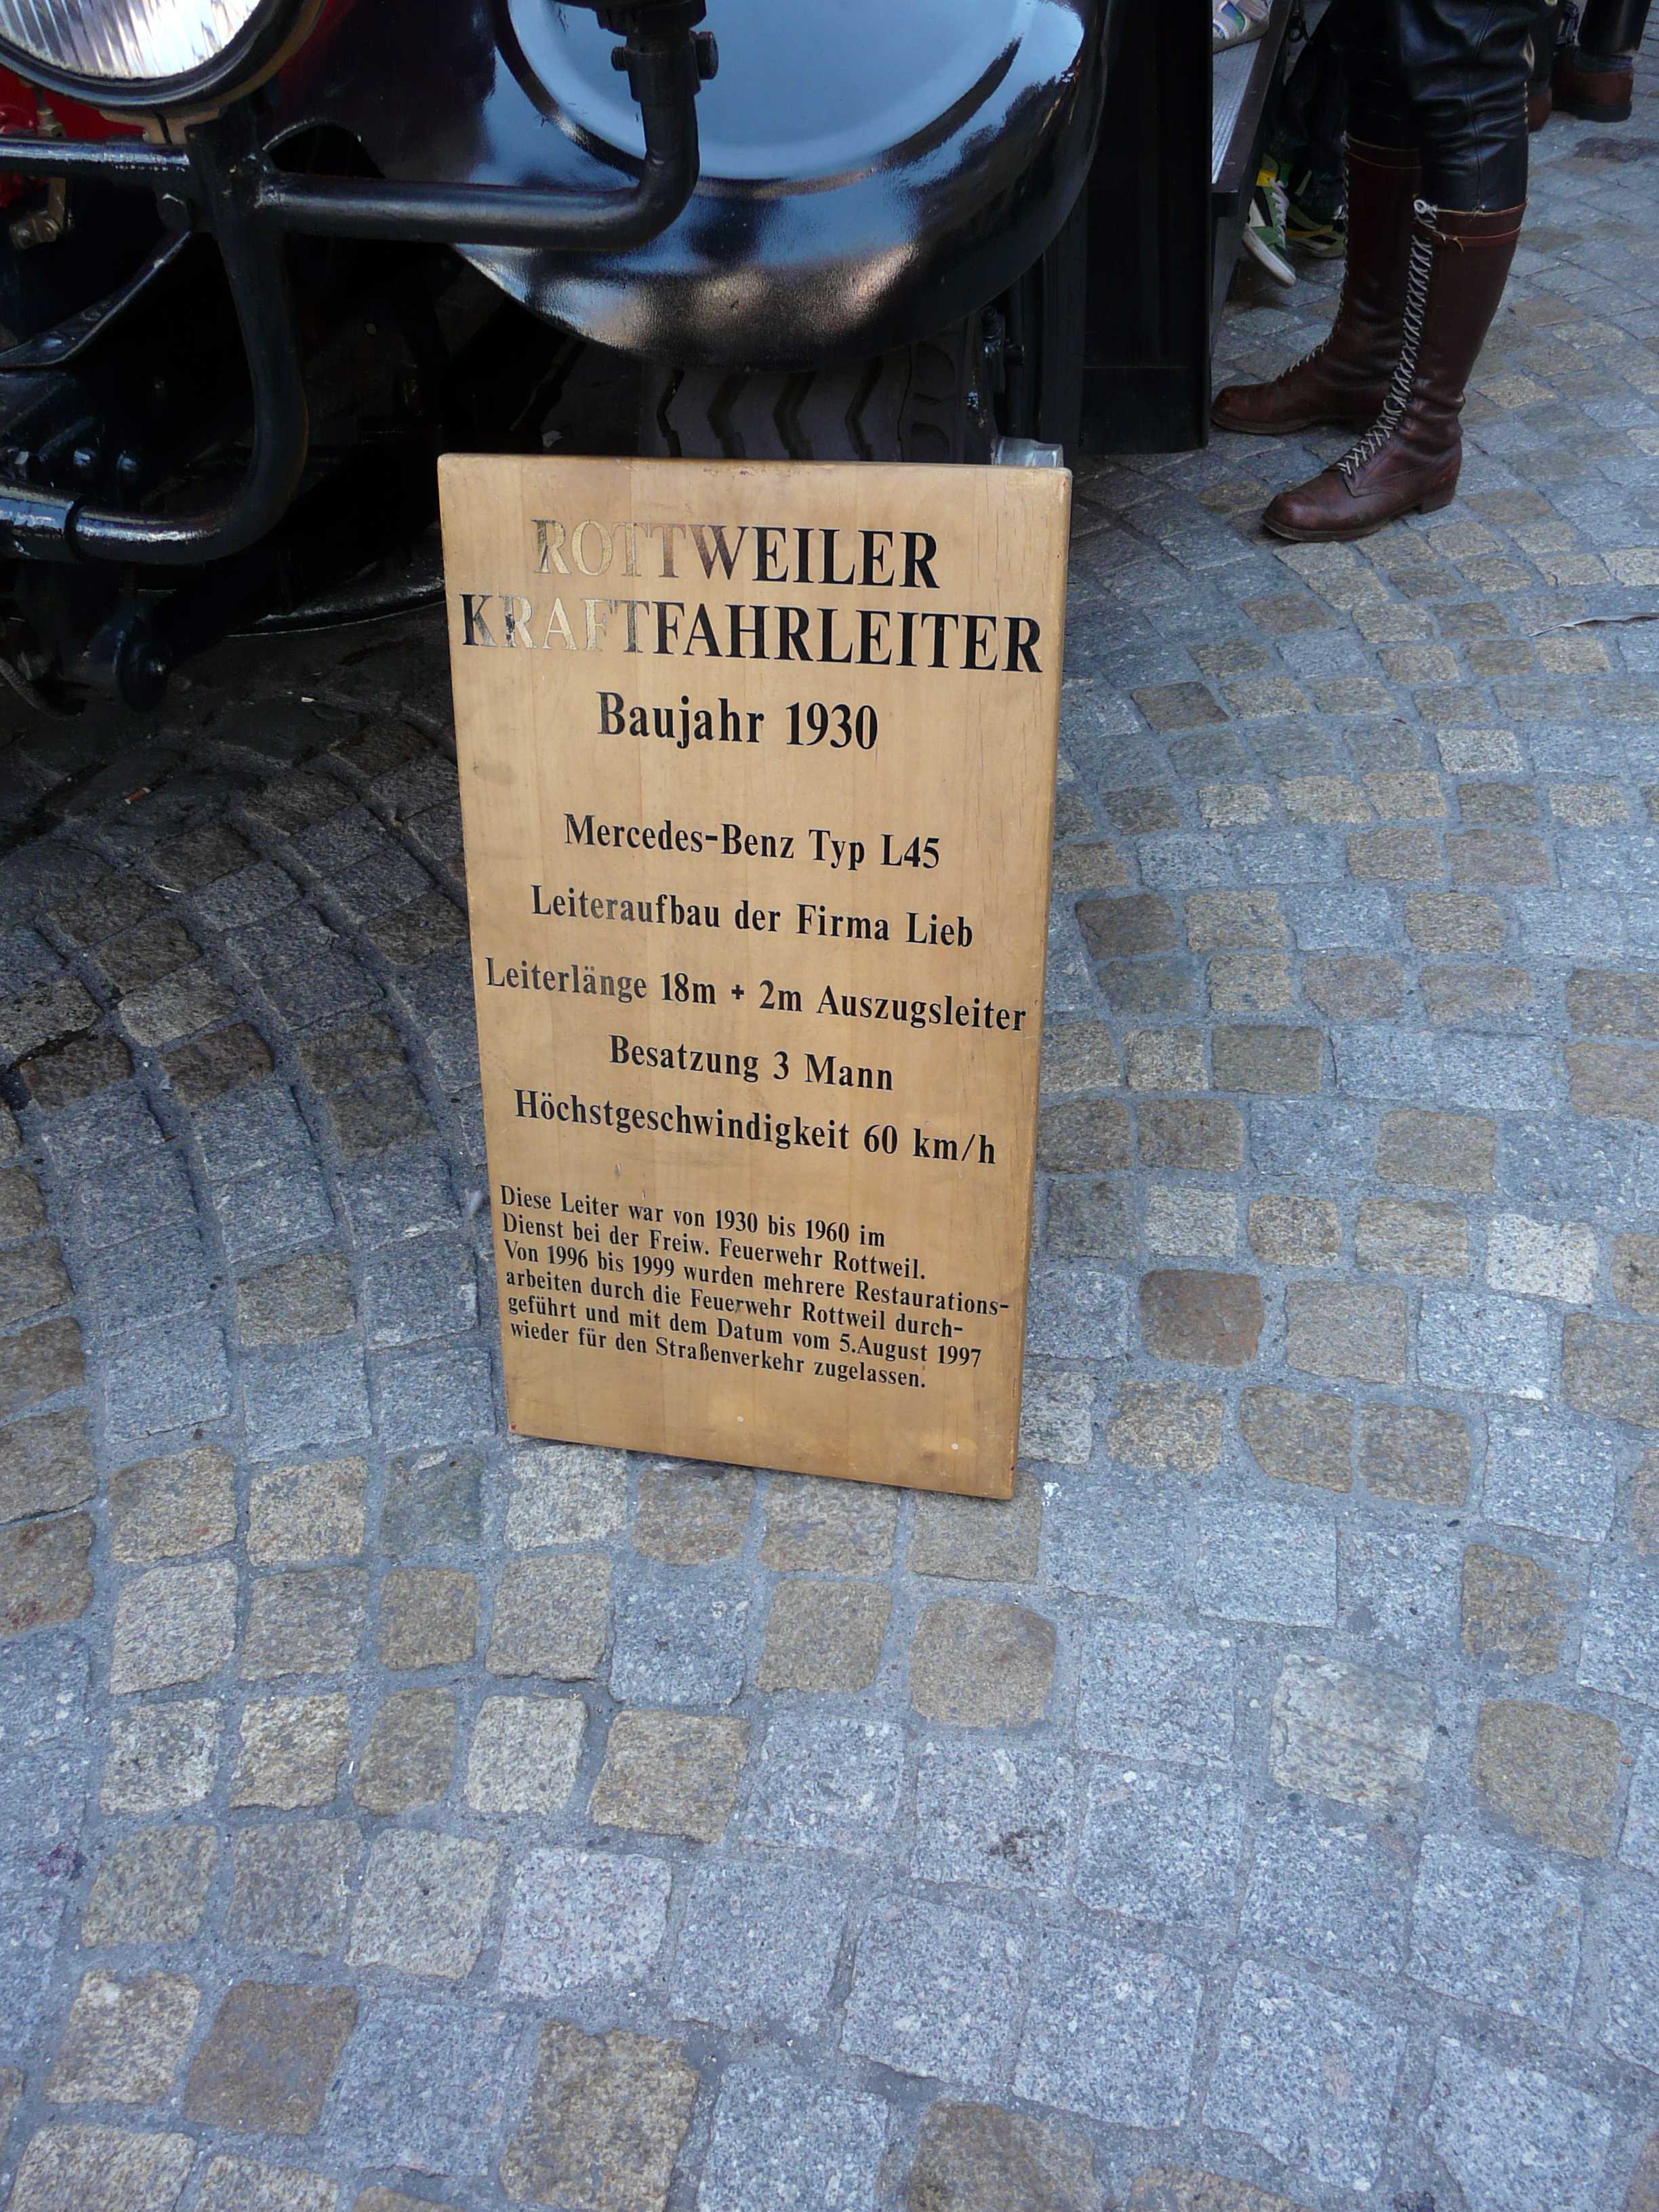 ROTTWEILER
KRAFTFAHRLEITER
Baujahr 1930
Mercedes-Benz Typ L45
Leiteraufbau der Firma Lieb
Leiterlänge 18m + 2m Auszugsleiter
Besatzung 3 Mann
Höchstgeschwindigkeit 60 km/h
Diese Leiter war von 1930 bis 1960 im
Dienst bei der Freiw. Feuerwehr Rottweil.
Von 1996 bis 1999 wurden mehrere Restaurations-
arbeiten durch die Feuerwehr Rottweil durch-
geführt und mit dem Datum vom 5.August 1997
wieder für den Straßenverkehr zugelassen.